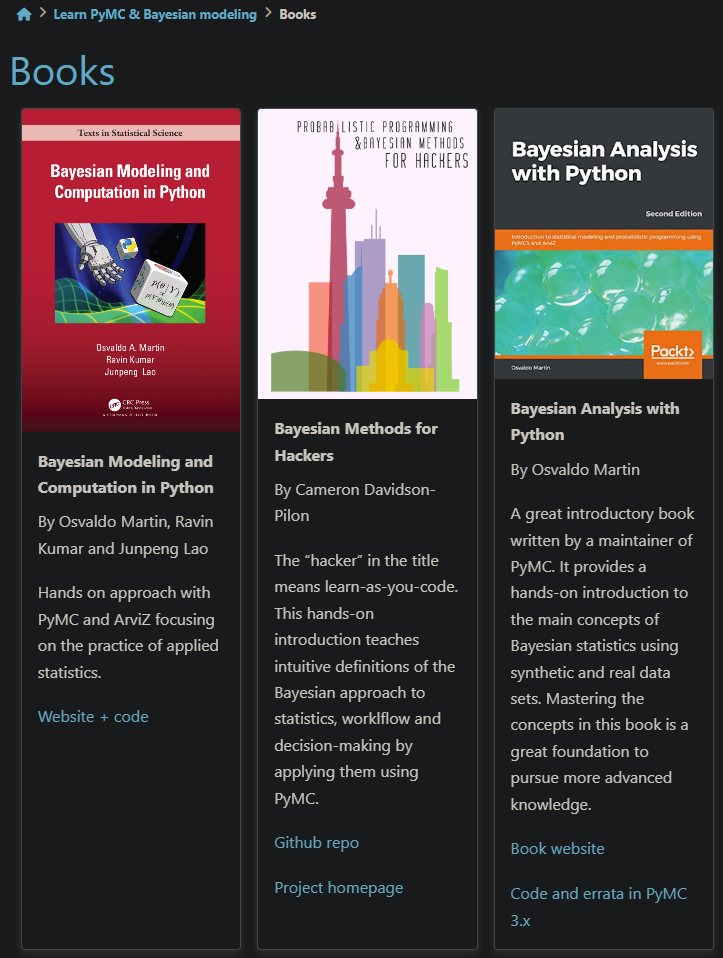 Learn PyMC & Bayesian modeling > Books
Books
Texts in Statistical Science
Bayesian Modeling and
Computation in Python
Osvaldo A. Martin
Ravin Kumar
Junpeng Lao
CRC Press
Bayesian Modeling and
Computation in Python
By Osvaldo Martin, Ravin
Kumar and Junpeng Lao
Hands on approach with
PyMC and ArviZ focusing
on the practice of applied
statistics.
Website + code
PROBABILISTIC PROGRAMMING
&BAYESIAN METHODS
FOR HACKERS
Bayesian Methods for
Hackers
By Cameron Davidson-
Pilon
The “hacker” in the title
means learn-as-you-code.
This hands-on
introduction teaches
intuitive definitions of the
Bayesian approach to
statistics, worklflow and
decision-making by
applying them using
PyMC.
Github repo
Project homepage
Bayesian Analysis
with Python
Second Edition
Introduction to statistical modeling and probabilistic programming using
PyMC3 and ArviZ
Packt>
www.packt.com
Osvaldo Martin
Bayesian Analysis with
Python
By Osvaldo Martin
A great introductory book
written by a maintainer of
PyMC. It provides a
hands-on introduction to
the main concepts of
Bayesian statistics using
synthetic and real data
sets. Mastering the
concepts in this book is a
great foundation to
pursue more advanced
knowledge.
Book website
Code and errata in PyMC
3.x